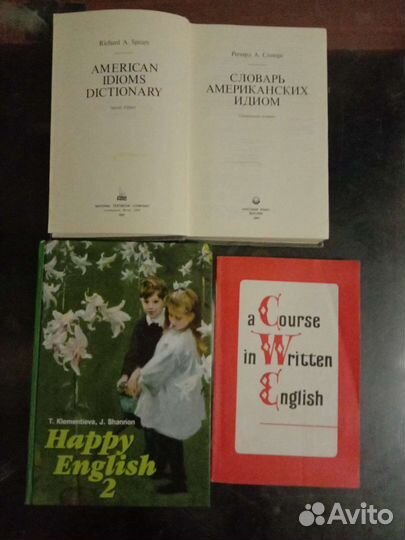 Richard A. Spears
AMERICAN
IDIOMS
DICTIONARY
Ричард А. Спиерс
СЛОВАРЬ
АМЕРИКАНСКИХ
ИДИОМ
T. Klementieva, J. Shannon
Happy
English
2
a Course
in Written
English
Avito